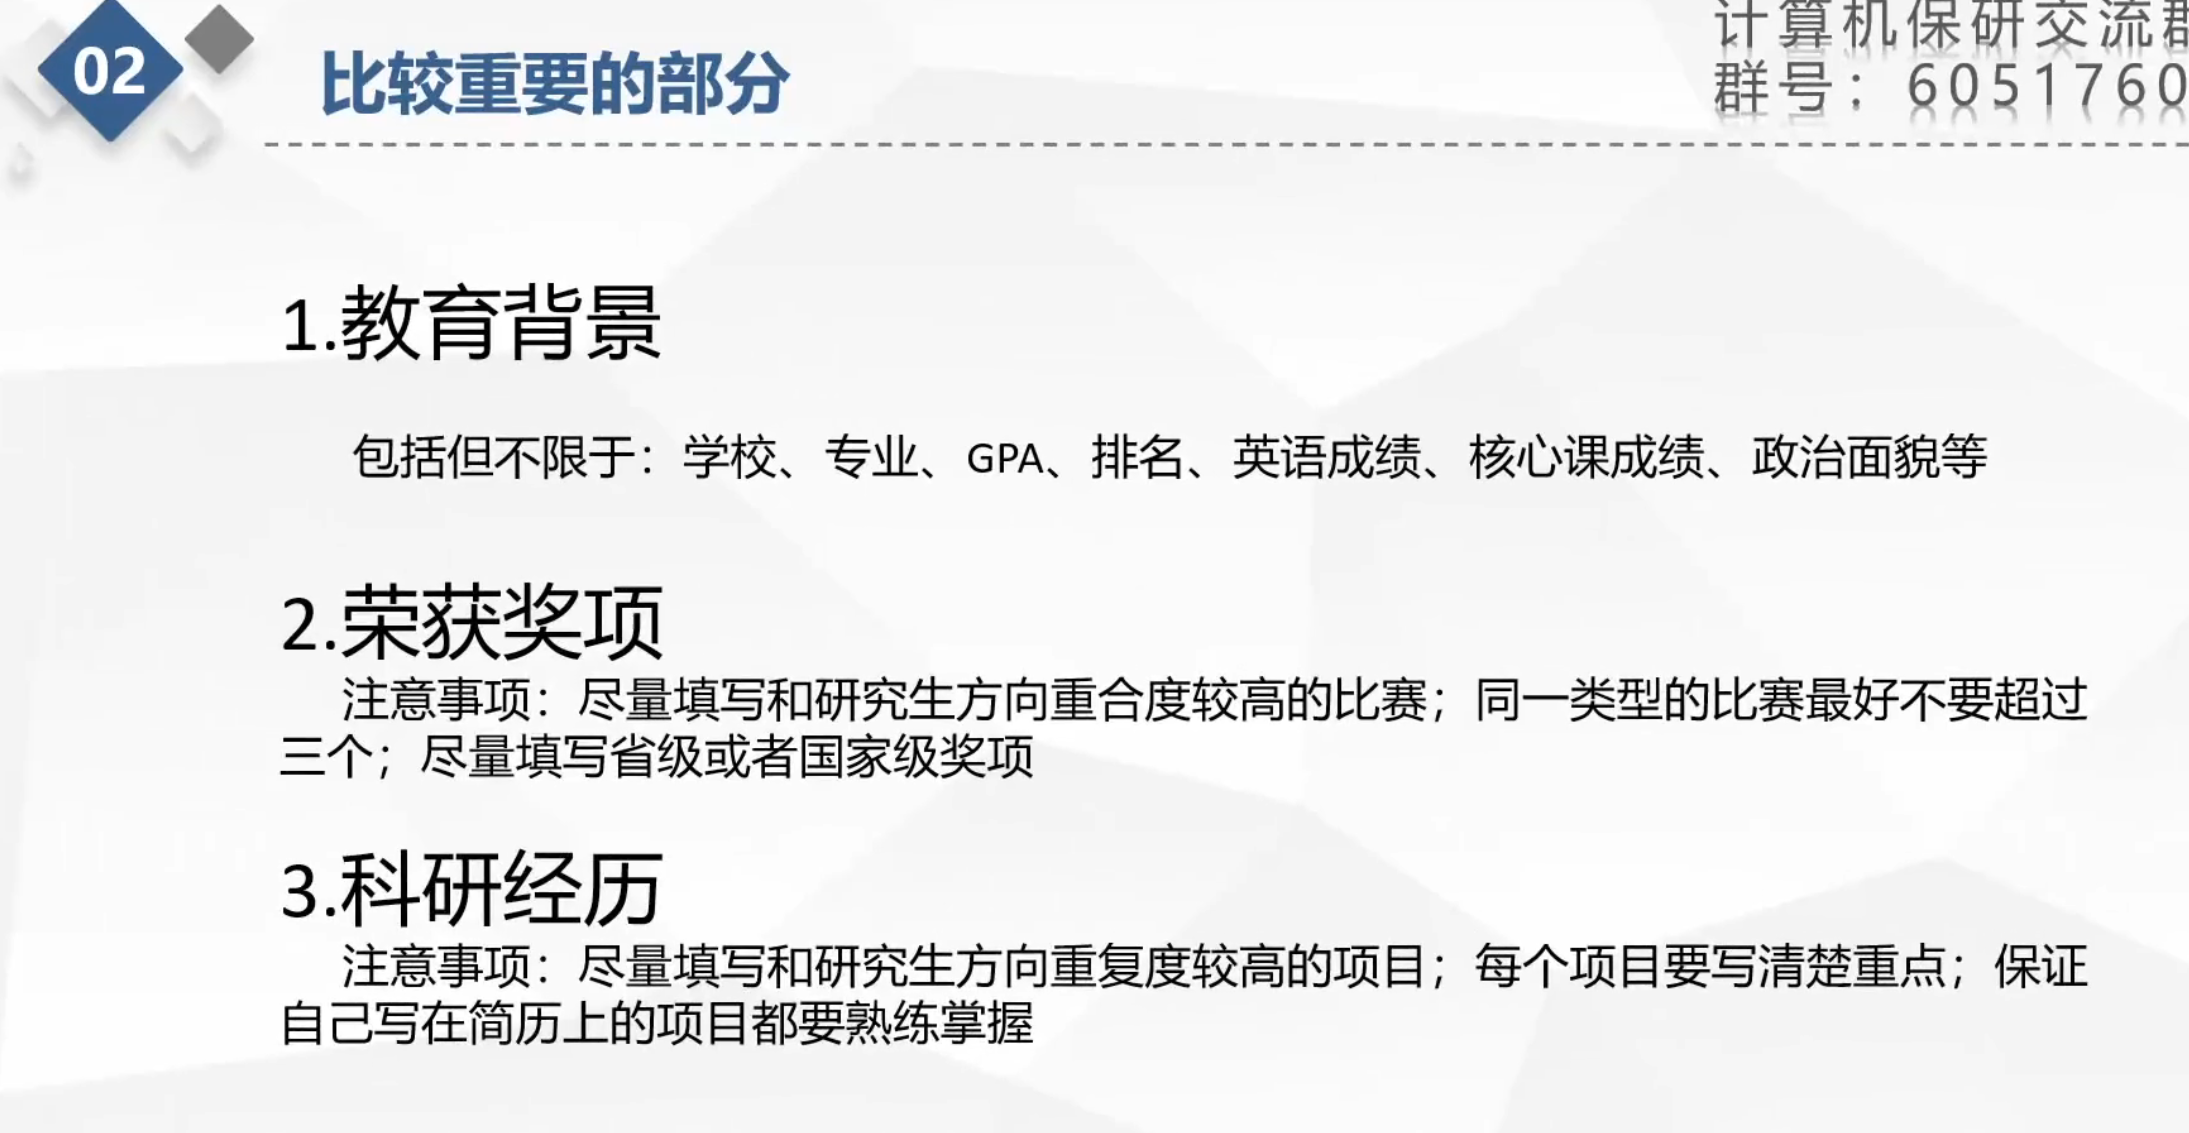 02
比较重要的部分
计算机保研交流群
群号：6051760
1.教育背景
包括但不限于：学校、专业、GPA、排名、英语成绩、核心课成绩、政治面貌等
2.荣获奖项
注意事项：尽量填写和研究生方向重合度较高的比赛；同一类型的比赛最好不要超过
三个；尽量填写省级或者国家级奖项
3.科研经历
注意事项：尽量填写和研究生方向重复度较高的项目；每个项目要写清楚重点；保证
自己写在简历上的项目都要熟练掌握